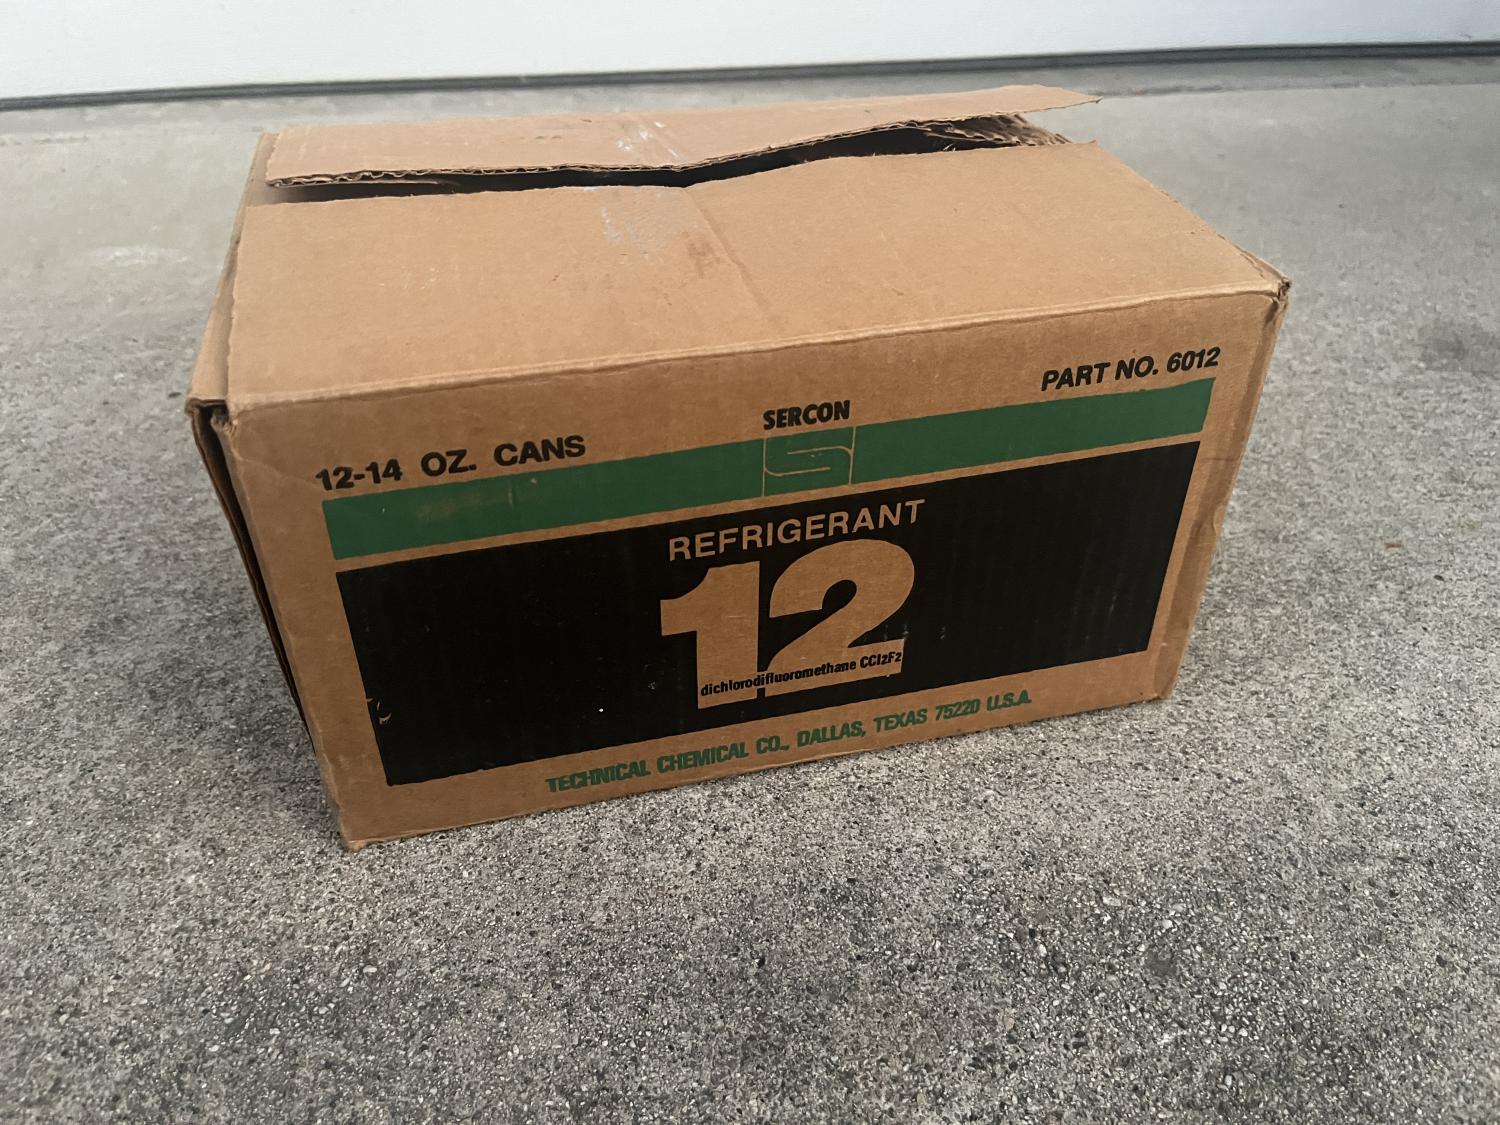 12-14 OZ. CANS
SERCON
PART NO. 6012
S
REFRIGERANT
12
dichlorodifluoromethane CCl2F2
TECHNICAL CHEMICAL CO., DALLAS, TEXAS 75220 U.S.A.